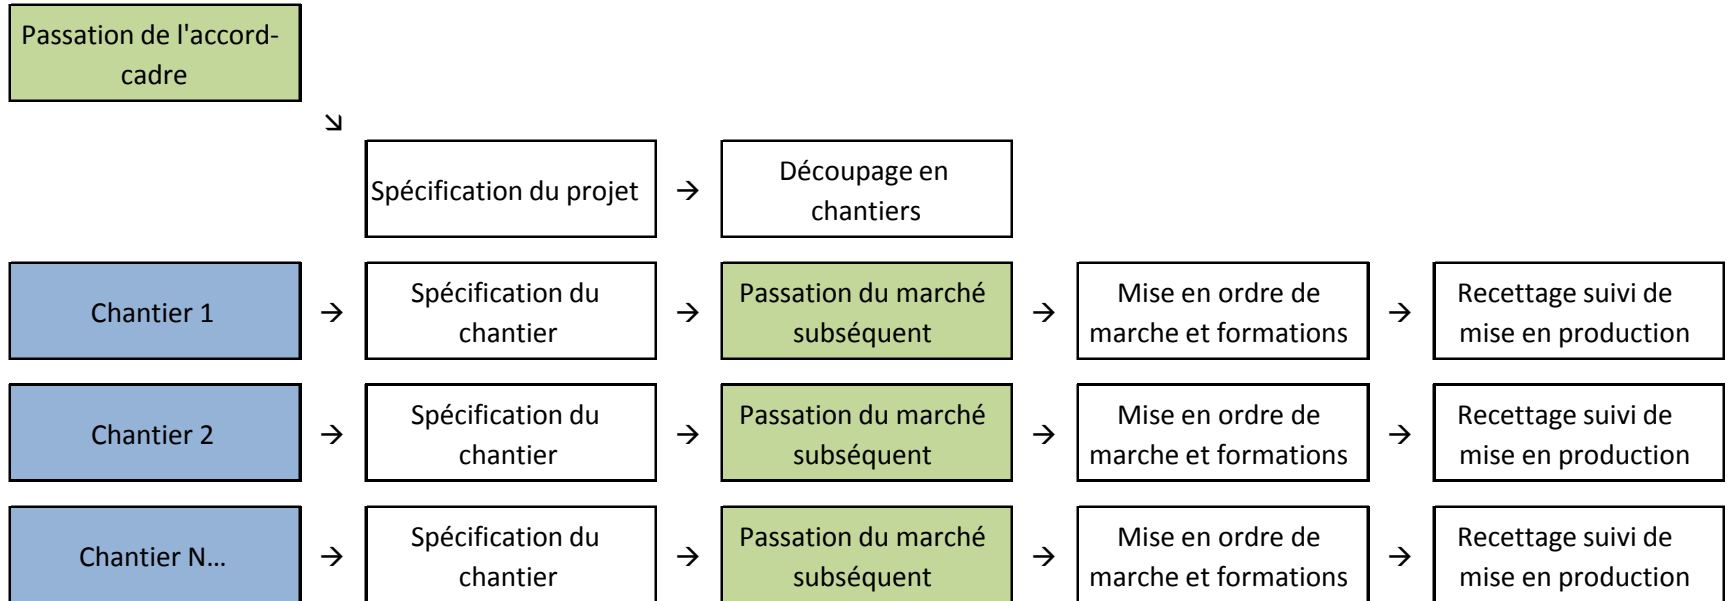 Passation de l'accord-
cadre
↘
Spécification du projet → Découpage en
chantiers
Chantier 1 → Spécification du
chantier → Passation du marché
subséquent → Mise en ordre de
marche et formations → Recettage suivi de
mise en production
Chantier 2 → Spécification du
chantier → Passation du marché
subséquent → Mise en ordre de
marche et formations → Recettage suivi de
mise en production
Chantier N... → Spécification du
chantier → Passation du marché
subséquent → Mise en ordre de
marche et formations → Recettage suivi de
mise en production